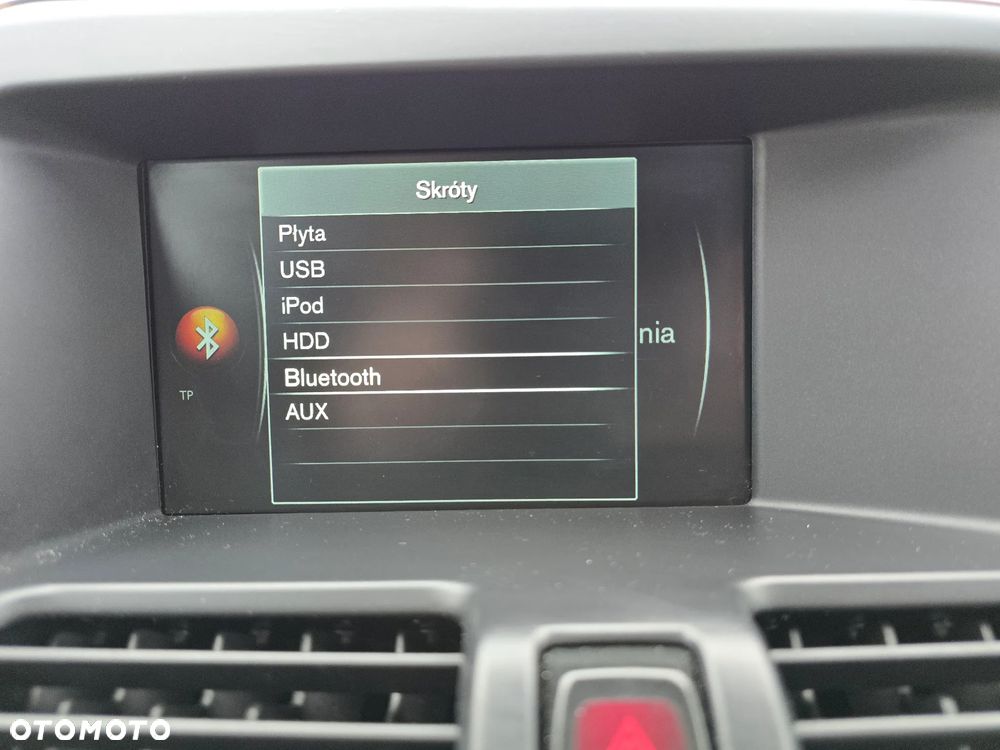 Skróty
Płyta
USB
iPod
HDD
nia
Bluetooth
TP
AUX
OTOMOTO